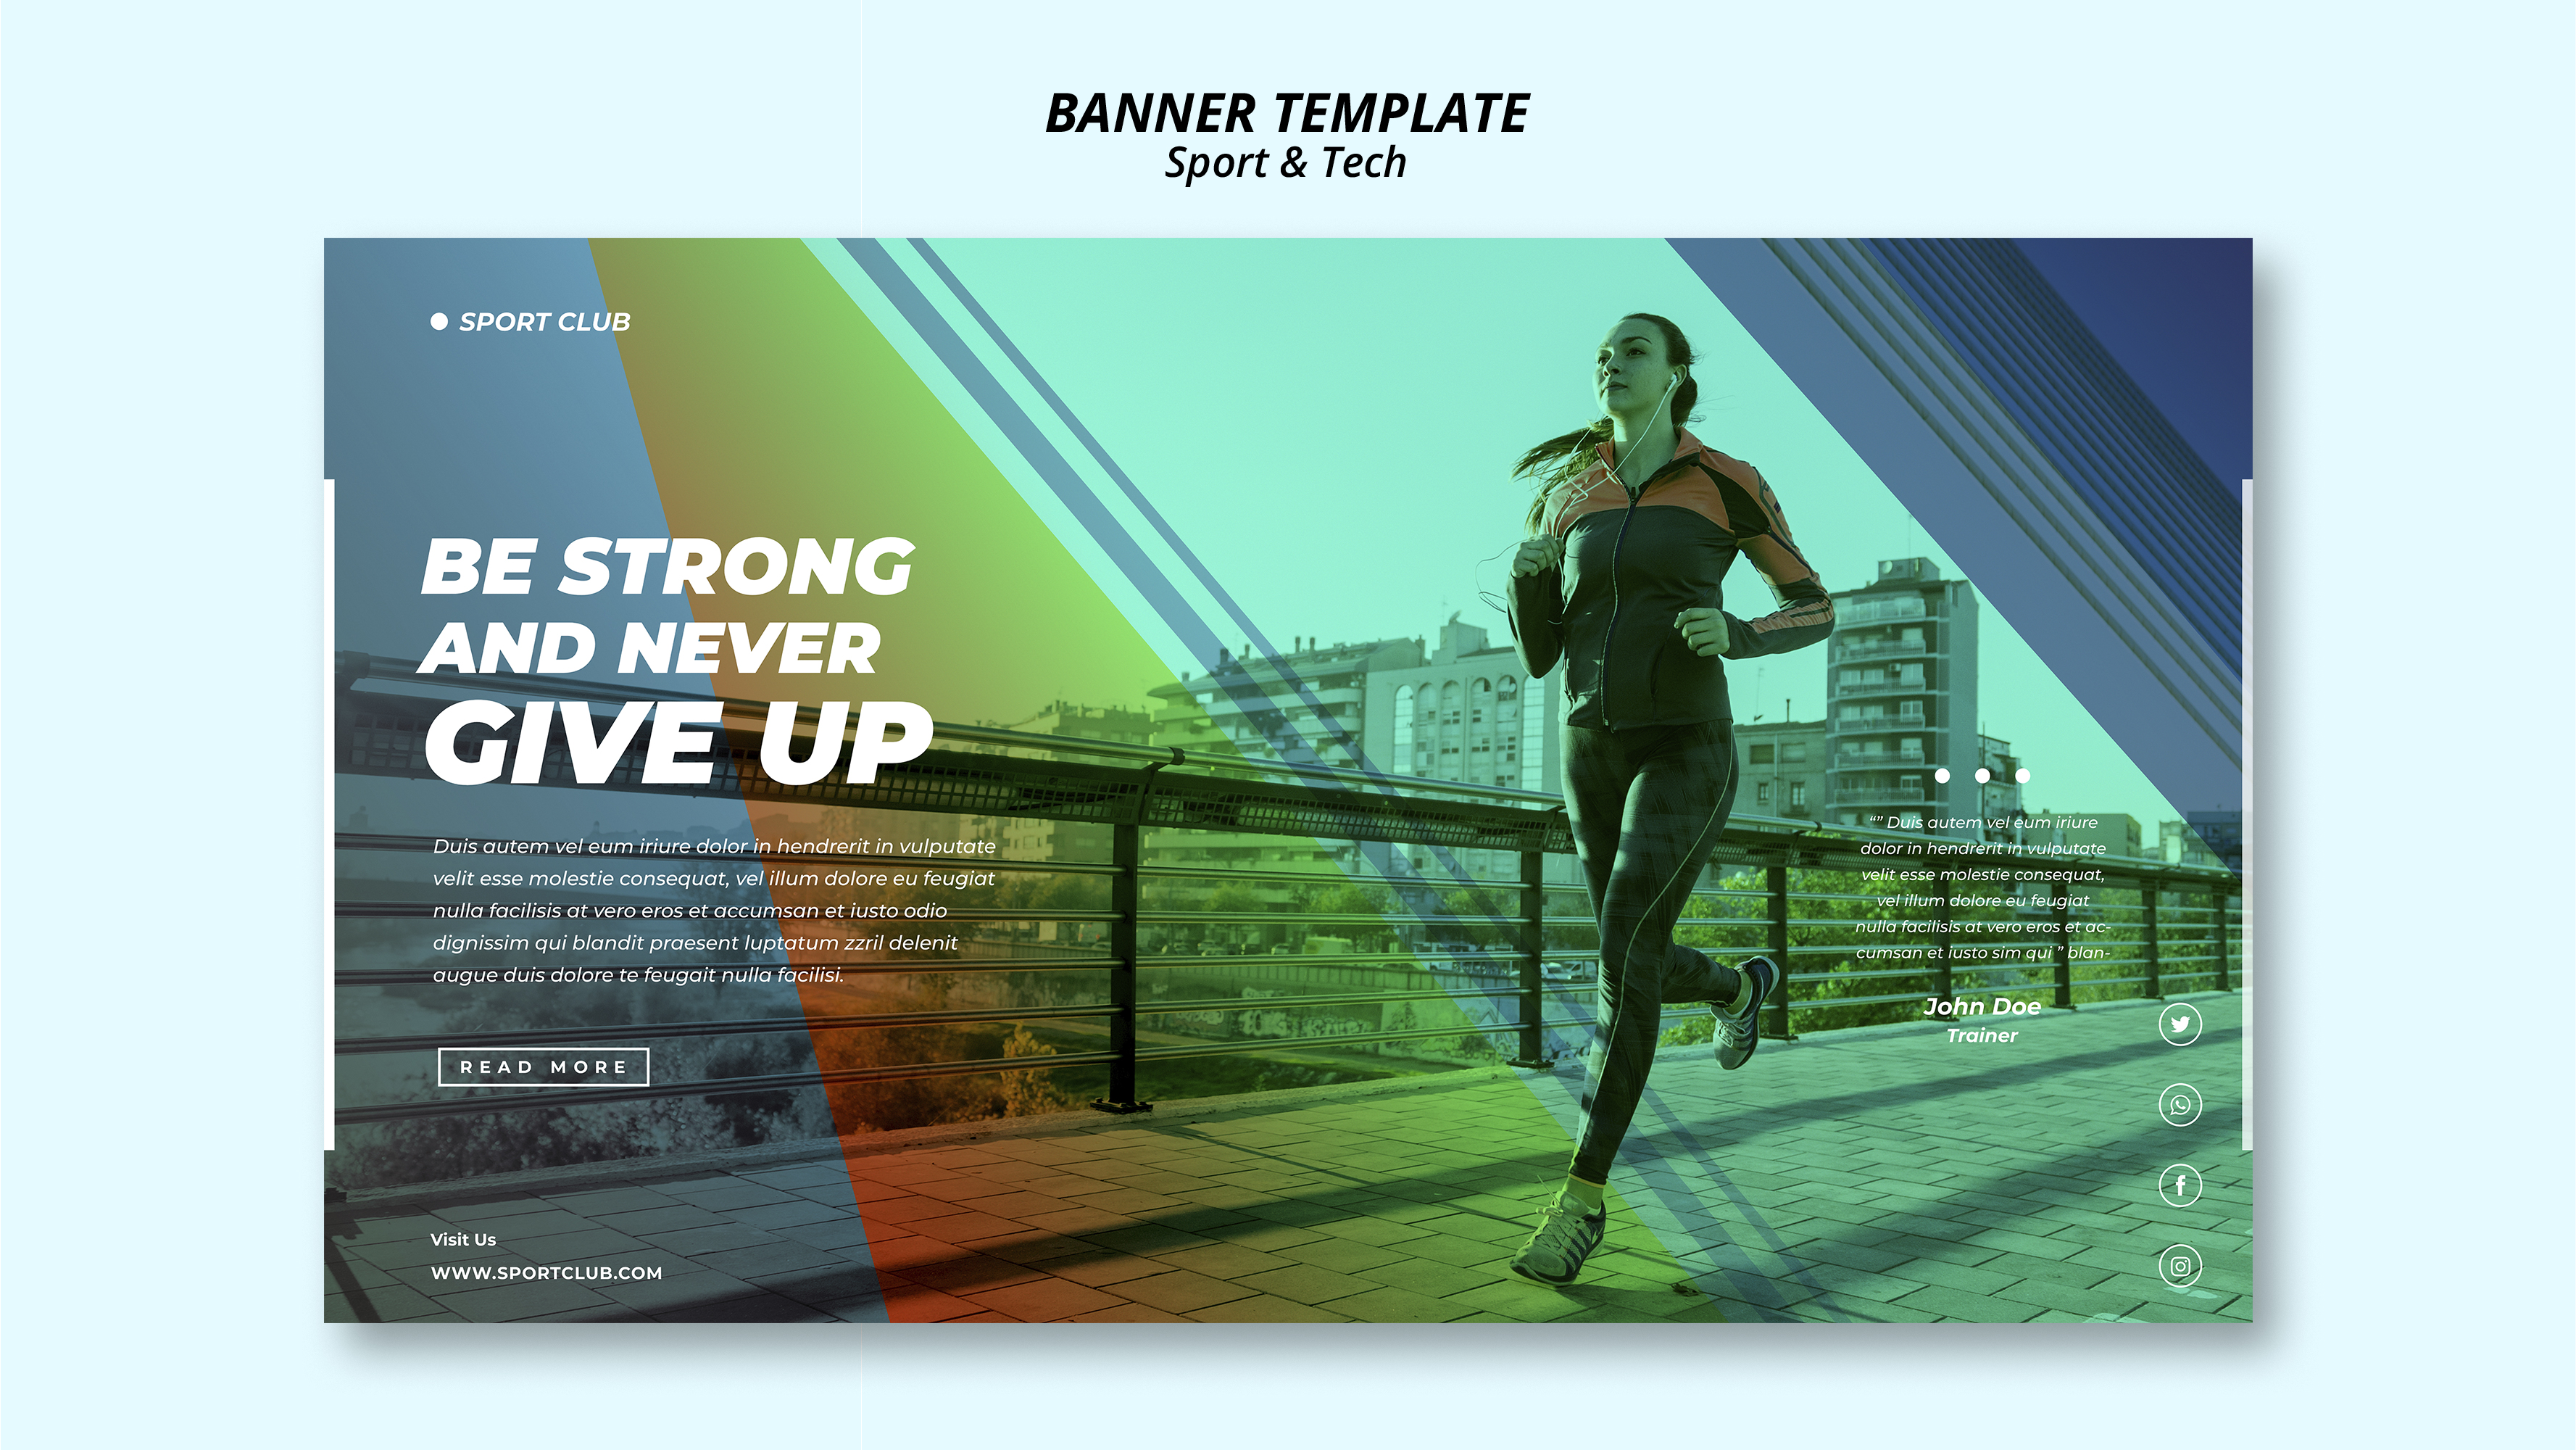 BANNER TEMPLATE
Sport & Tech
SPORT CLUB
BE STRONG
AND NEVER
GIVE UP
Duis autem vel eum iriure dolor in hendrerit in vulputate
velit esse molestie consequat, vel illum dolore eu feugiat
nulla facilisis at vero eros et accumsan et iusto odio
dignissim qui blandit praesent luptatum zzril delenit
augue duis dolore te feugait nulla facilisi.
READ MORE
Visit Us
WWW.SPORTCLUB.COM
“” Duis autem vel eum iriure
dolor in hendrerit in vulputate
velit esse molestie consequat,
vel illum dolore eu feugiat
nulla facilisis at vero eros et ac-
cumsan et iusto sim qui ” blan-
John Doe
Trainer